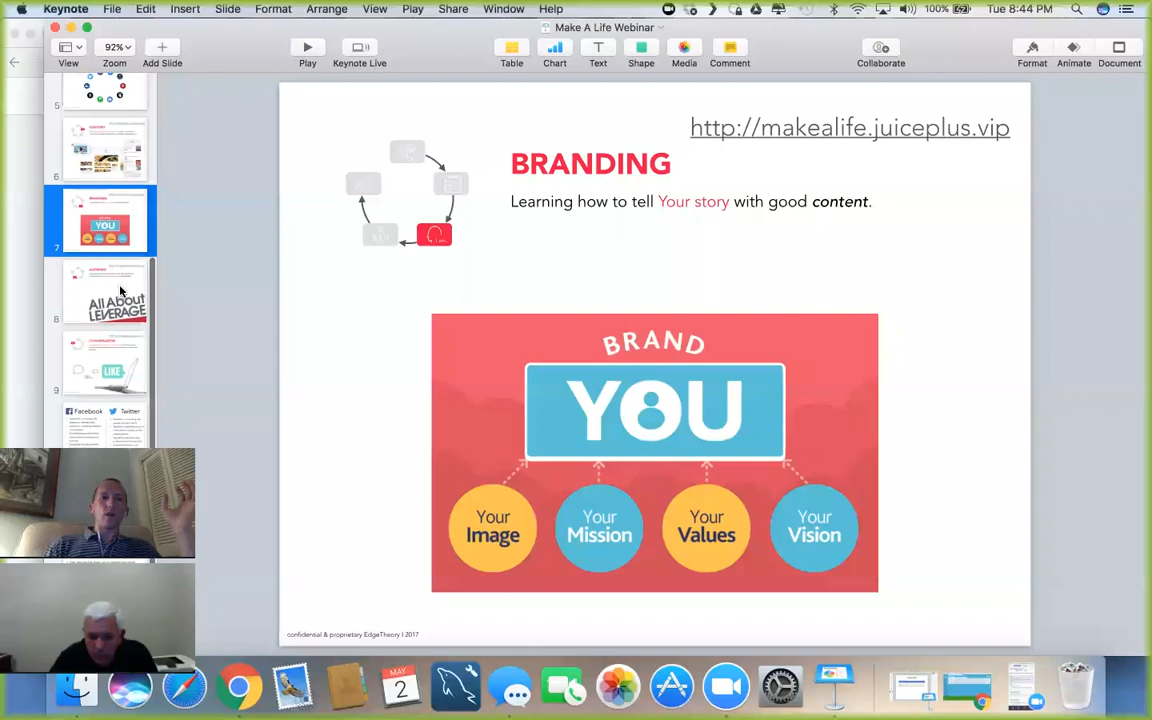 Keynote File Edit Insert Slide Format Arrange View Play Share Window Help 100% Tue 8:44 PM
Make A Life Webinar
92%
View Zoom Add Slide Play Keynote Live Table Chart Text Shape Media Comment Collaborate Format Animate Document
5
6
7
YOU
8
All About
LEVERAGE
9
LIKE
Facebook Twitter
http://makealife.juiceplus.vip
BRANDING
Learning how to tell Your story with good content.
BRAND
YOU
Your Image
Your Mission
Your Values
Your Vision
confidential & proprietary EdgeTheory I 2017
MAY
2